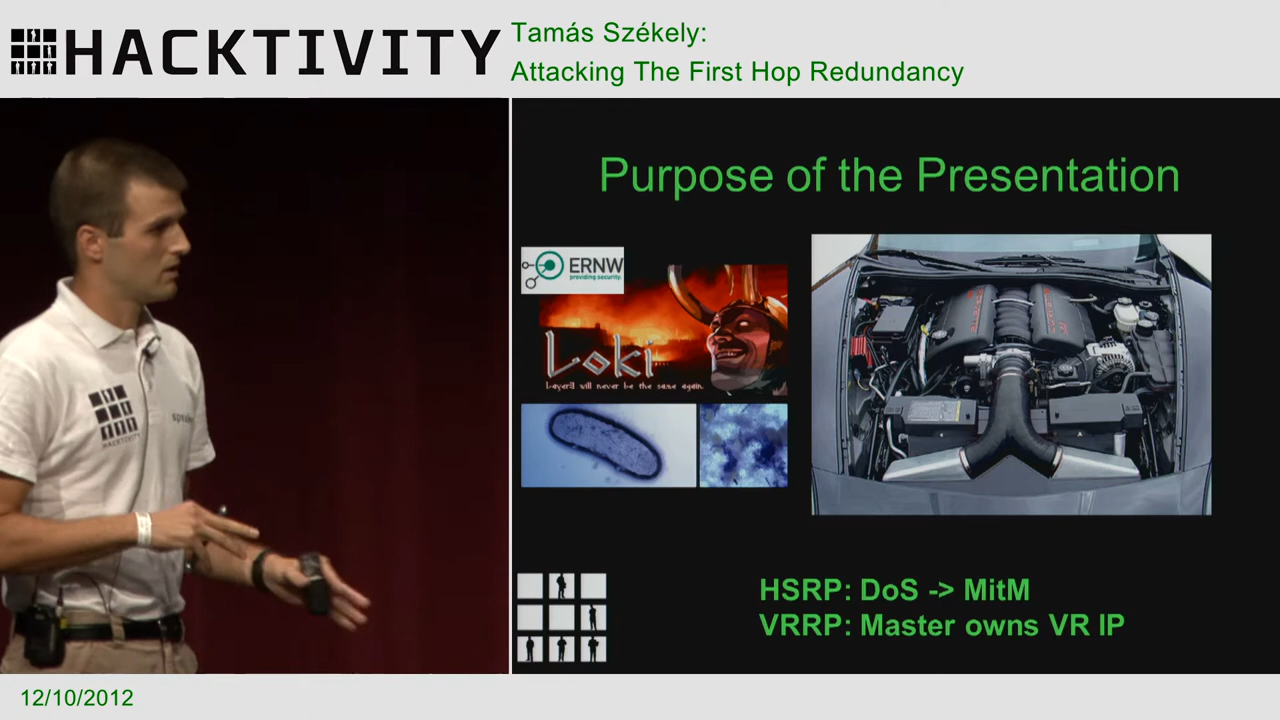 HACKTIVITY
Tamás Székely:
Attacking The First Hop Redundancy
Purpose of the Presentation
ERNW
providing security.
Loki
Layer3 will never be the same again.
HACKTIVITY
HSRP: DoS -> MitM
VRRP: Master owns VR IP
12/10/2012